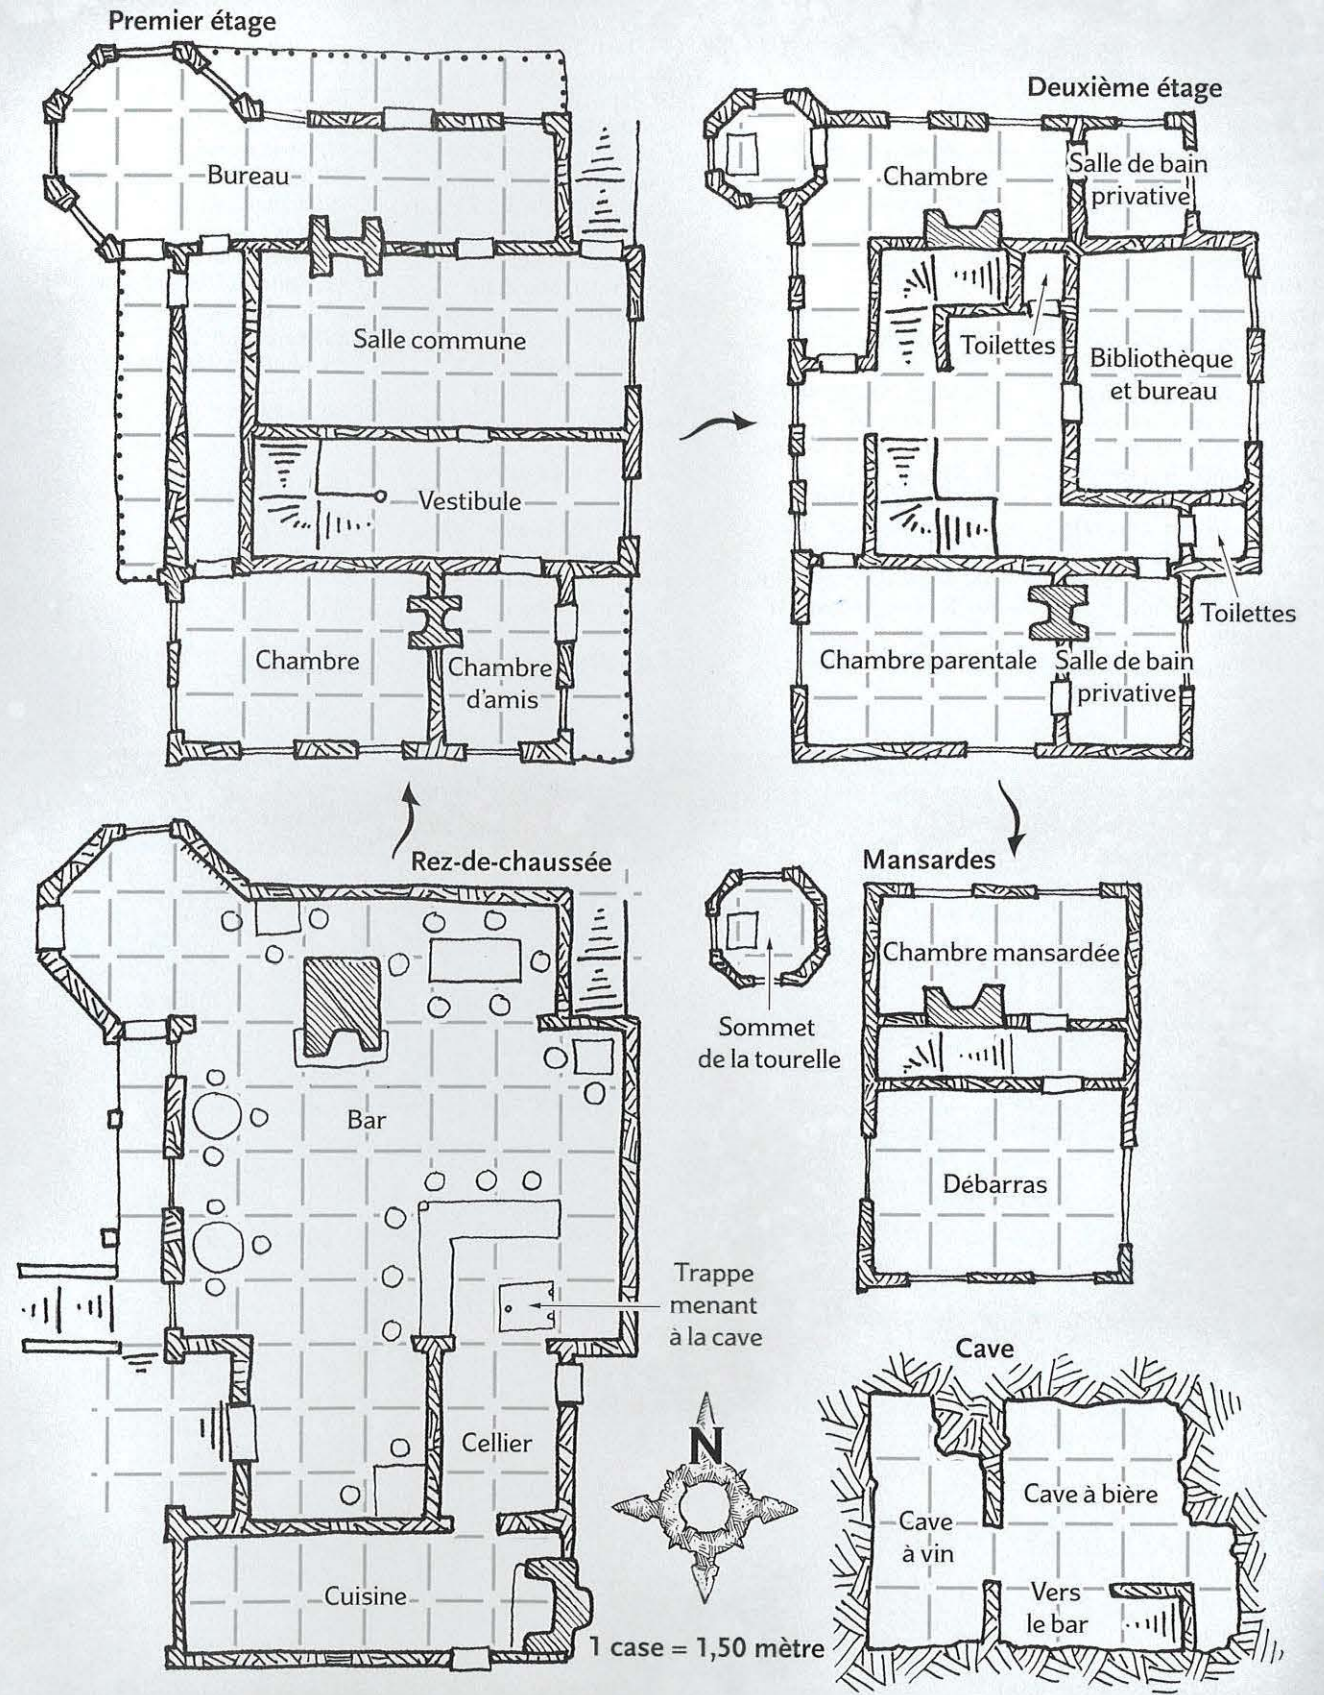 Premier étage
Bureau
Salle commune
Vestibule
Chambre
Chambre
d'amis
Deuxième étage
Chambre
Salle de bain
privative
Toilettes
Bibliothèque
et bureau
Toilettes
Chambre parentale
Salle de bain
privative
Rez-de-chaussée
Bar
Trappe
menant
à la cave
Cellier
Cuisine
Mansardes
Chambre mansardée
Sommet
de la tourelle
Débarras
Cave
Cave à bière
Cave
à vin
Vers
le bar
N
1 case = 1,50 mètre